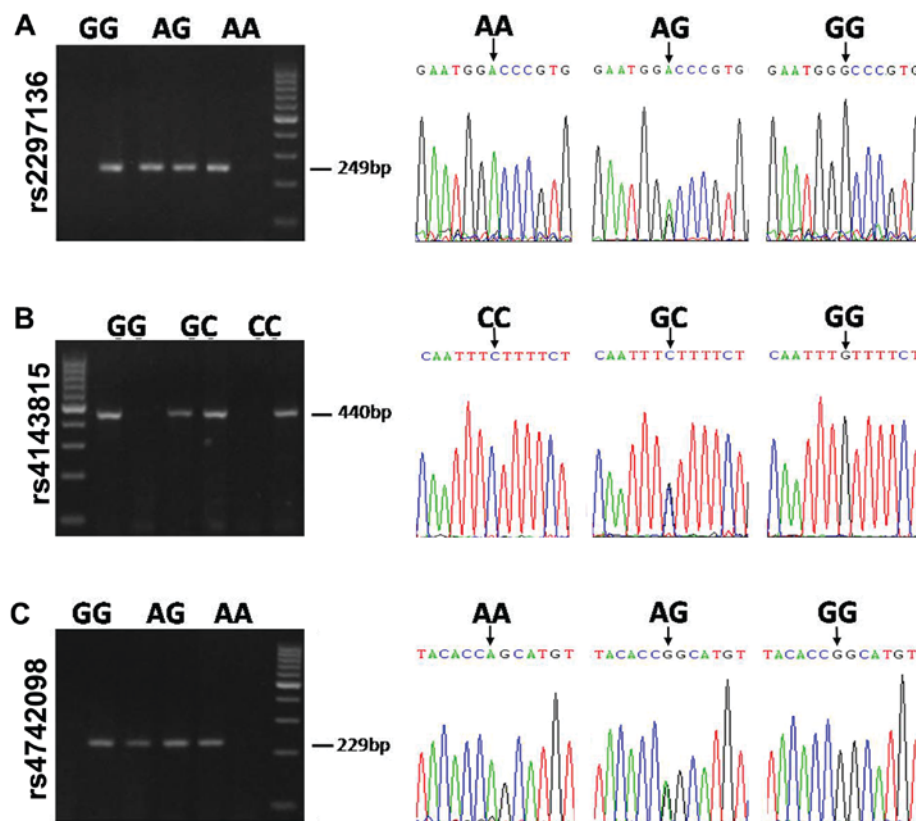 A
GG AG AA
rs2297136
249bp
AA
GAATGGACCCGTG
AG
GAATGGACCCGTG
GG
GAATGGGCCCGTG
B
GG GC CC
rs4143815
440bp
CC
CAATTTCTTTTCT
GC
CAATTTCTTTTCT
GG
CAATTTGTTTTCT
C
GG AG AA
rs4742098
229bp
AA
TACACCAGCATGT
AG
TACACCGGCATGT
GG
TACACCGGCATGT